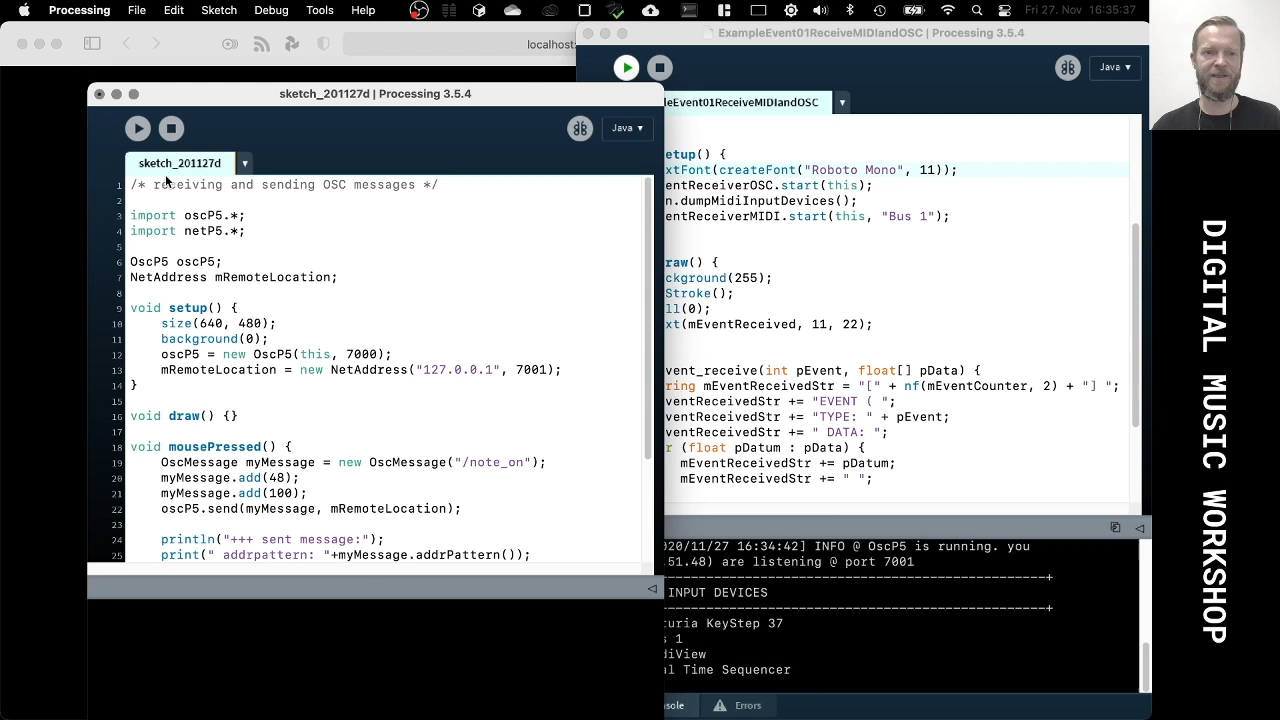 Processing File Edit Sketch Debug Tools Help
Fri 27. Nov 16:35:37
localhost
ExampleEvent01ReceiveMIDIandOSC | Processing 3.5.4
Java
leEvent01ReceiveMIDIandOSC
sketch_201127d | Processing 3.5.4
Java
sketch_201127d
1 /* receiving and sending OSC messages */
2
3 import oscP5.*;
4 import netP5.*;
5
6 OscP5 oscP5;
7 NetAddress mRemoteLocation;
8
9 void setup() {
10 size(640, 480);
11 background(0);
12 oscP5 = new OscP5(this, 7000);
13 mRemoteLocation = new NetAddress("127.0.0.1", 7001);
14 }
15
16 void draw() {}
17
18 void mousePressed() {
19 OscMessage myMessage = new OscMessage("/note_on");
20 myMessage.add(48);
21 myMessage.add(100);
22 oscP5.send(myMessage, mRemoteLocation);
23
24 println("+++ sent message:");
25 print(" addrpattern: "+myMessage.addrPattern());
etup() {
xtFont(createFont("Roboto Mono", 11));
entReceiverOSC.start(this);
n.dumpMidiInputDevices();
entReceiverMIDI.start(this, "Bus 1");
raw() {
ckground(255);
Stroke();
ll(0);
xt(mEventReceived, 11, 22);
vent_receive(int pEvent, float[] pData) {
ring mEventReceivedStr = "[" + nf(mEventCounter, 2) + "] ";
ventReceivedStr += "EVENT ( ";
ventReceivedStr += "TYPE: " + pEvent;
ventReceivedStr += " DATA: ";
r (float pDatum : pData) {
mEventReceivedStr += pDatum;
mEventReceivedStr += " ";
020/11/27 16:34:42] INFO @ OscP5 is running. you
.51.48) are listening @ port 7001
-------------------------------------------------+
INPUT DEVICES
-------------------------------------------------+
turia KeyStep 37
s 1
diView
al Time Sequencer
sole Errors
DIGITAL MUSIC WORKSHOP